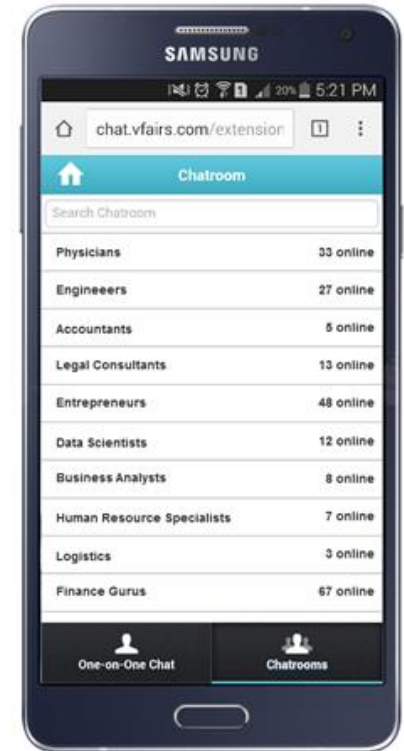 SAMSUNG
20% 5:21 PM
chat.vfairs.com/extension 1
Chatroom
Search Chatroom
Physicians 33 online
Engineeers 27 online
Accountants 5 online
Legal Consultants 13 online
Entrepreneurs 48 online
Data Scientists 12 online
Business Analysts 8 online
Human Resource Specialists 7 online
Logistics 3 online
Finance Gurus 67 online
One-on-One Chat Chatrooms